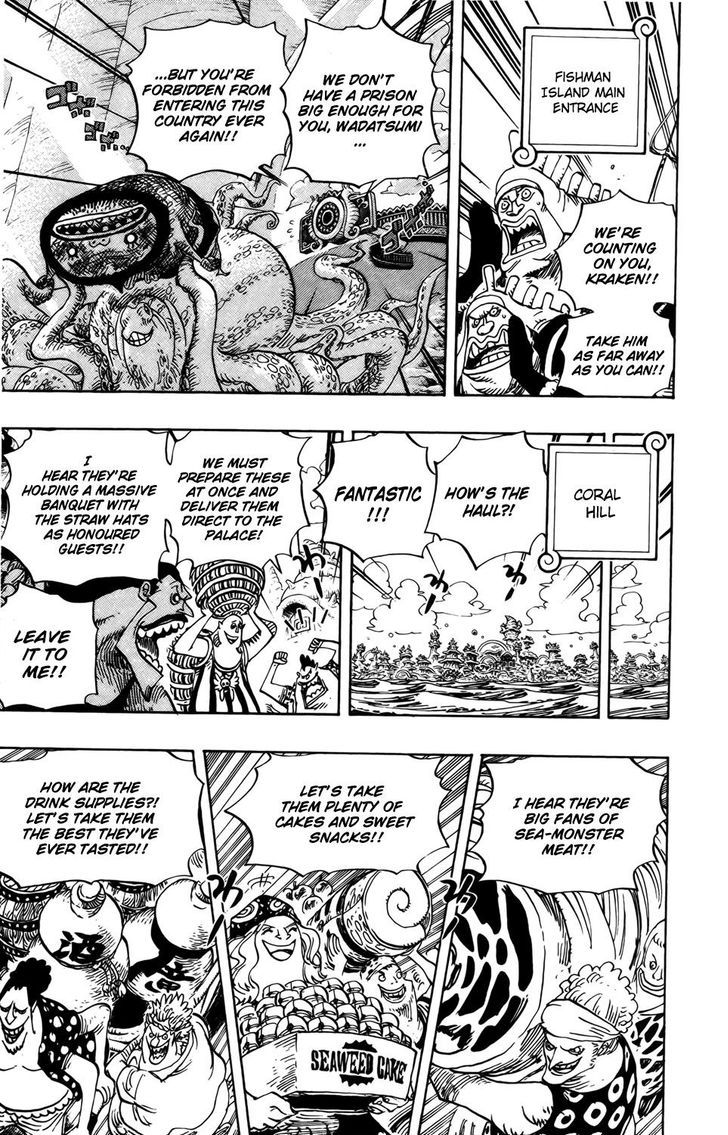 FISHMAN
ISLAND MAIN
ENTRANCE
WE'RE
COUNTING
ON YOU,
KRAKEN!!
TAKE HIM
AS FAR AWAY
AS YOU CAN!!
WE DON'T
HAVE A PRISON
BIG ENOUGH FOR
YOU, WADATSUMI
...
...BUT YOU'RE
FORBIDDEN FROM
ENTERING THIS
COUNTRY EVER
AGAIN!!
CORAL
HILL
HOW'S THE
HAUL?!
FANTASTIC
!!!
WE MUST
PREPARE THESE
AT ONCE AND
DELIVER THEM
DIRECT TO THE
PALACE!
I
HEAR THEY'RE
HOLDING A MASSIVE
BANQUET WITH
THE STRAW HATS
AS HONOURED
GUESTS!!
LEAVE
IT TO
ME!!
I HEAR THEY'RE
BIG FANS OF
SEA-MONSTER
MEAT!!
LET'S TAKE
THEM PLENTY OF
CAKES AND SWEET
SNACKS!!
SEAWEED CAKE
HOW ARE THE
DRINK SUPPLIES?!
LET'S TAKE THEM
THE BEST THEY'VE
EVER TASTED!!
酒